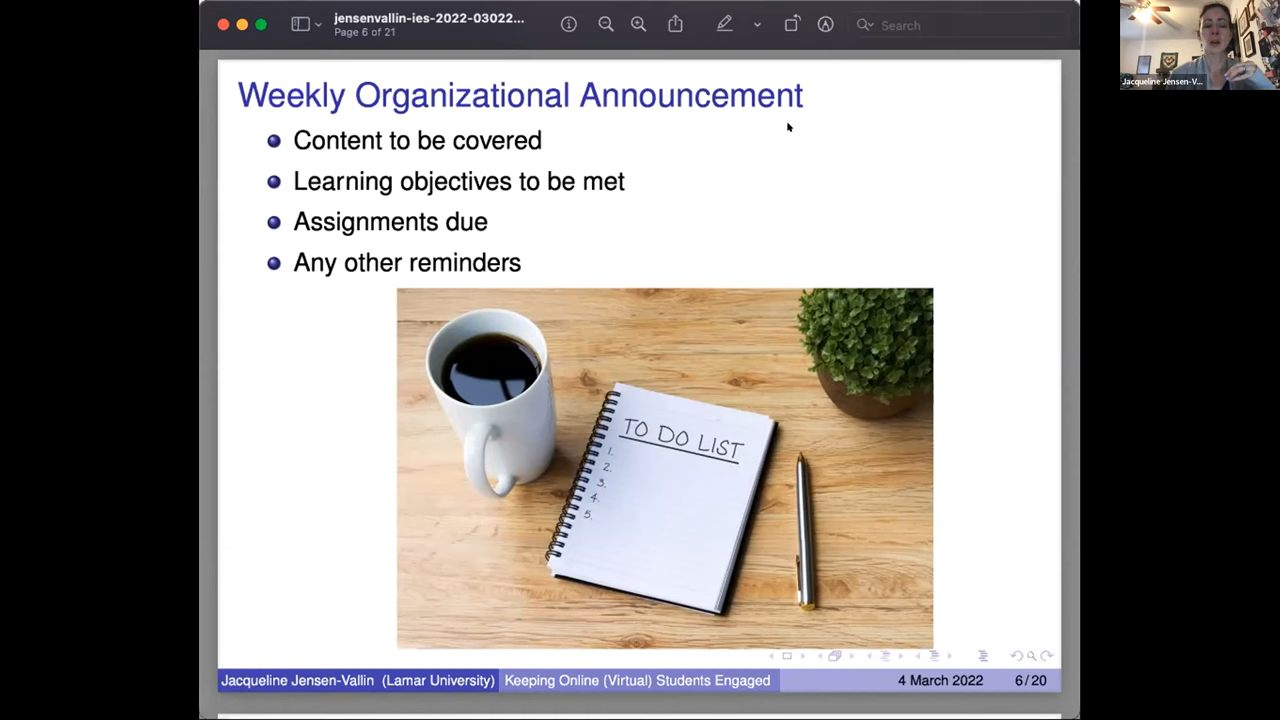 jensenvallin-ies-2022-03022...
Page 6 of 21
Search
Jacqueline Jensen-V...
Weekly Organizational Announcement
Content to be covered
Learning objectives to be met
Assignments due
Any other reminders
TO DO LIST
1.
2.
3.
4.
5.
Jacqueline Jensen-Vallin (Lamar University) Keeping Online (Virtual) Students Engaged 4 March 2022 6/20